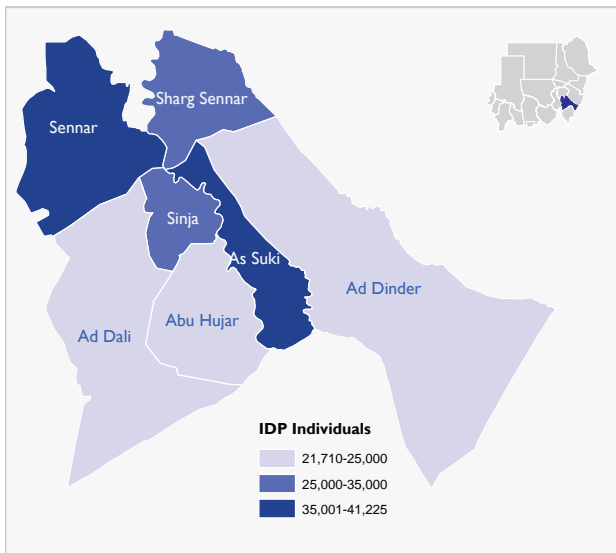 Sharg Sennar
Sennar
Sinja
As Suki
Ad Dinder
Abu Hujar
Ad Dali
IDP Individuals
21,710-25,000
25,000-35,000
35,001-41,225